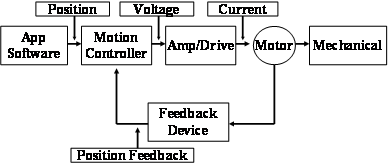 Position
Voltage
Current
App
Software
Motion
Controller
Amp/Drive
Motor
Mechanical
Feedback
Device
Position Feedback